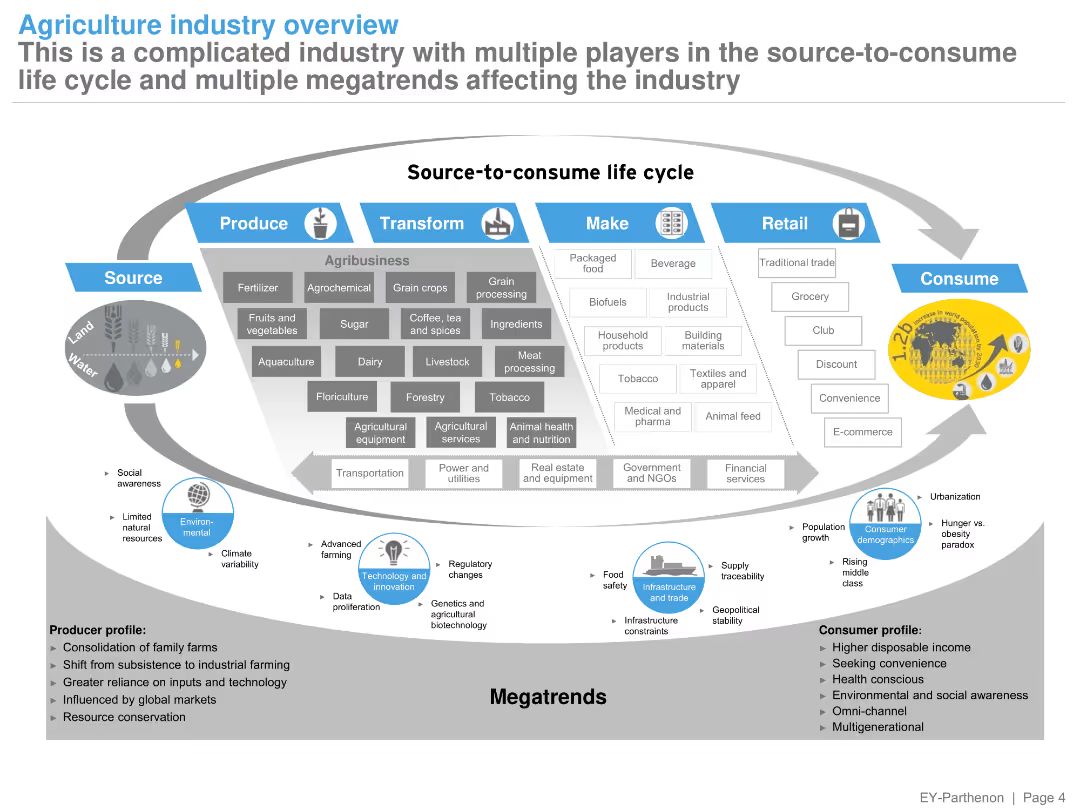 Agriculture industry overview
This is a complicated industry with multiple players in the source-to-consume
life cycle and multiple megatrends affecting the industry
Source-to-consume life cycle
Source
Land
Water
Produce
Transform
Make
Retail
Consume
1.2b increase in world population by 2030
Agribusiness
Fertilizer
Agrochemical
Grain crops
Grain
processing
Fruits and
vegetables
Sugar
Coffee, tea
and spices
Ingredients
Aquaculture
Dairy
Livestock
Meat
processing
Floriculture
Forestry
Tobacco
Agricultural
equipment
Agricultural
services
Animal health
and nutrition
Packaged
food
Beverage
Biofuels
Industrial
products
Household
products
Building
materials
Tobacco
Textiles and
apparel
Medical and
pharma
Animal feed
Traditional trade
Grocery
Club
Discount
Convenience
E-commerce
Transportation
Power and
utilities
Real estate
and equipment
Government
and NGOs
Financial
services
Environ-
mental
► Social
awareness
► Limited
natural
resources
► Climate
variability
Technology and
innovation
► Advanced
farming
► Data
proliferation
► Regulatory
changes
► Genetics and
agricultural
biotechnology
Infrastructure
and trade
► Food
safety
► Infrastructure
constraints
► Supply
traceability
► Geopolitical
stability
Consumer
demographics
► Population
growth
► Rising
middle
class
► Urbanization
► Hunger vs.
obesity
paradox
Producer profile:
► Consolidation of family farms
► Shift from subsistence to industrial farming
► Greater reliance on inputs and technology
► Influenced by global markets
► Resource conservation
Megatrends
Consumer profile:
► Higher disposable income
► Seeking convenience
► Health conscious
► Environmental and social awareness
► Omni-channel
► Multigenerational
EY-Parthenon | Page 4